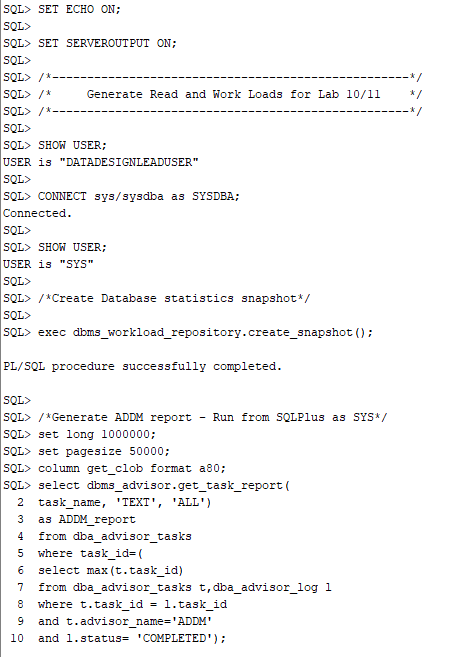 SQL> SET ECHO ON;
SQL>
SQL> SET SERVEROUTPUT ON;
SQL>
SQL> /*---------------------------------------------------*/
SQL> /*     Generate Read and Work Loads for Lab 10/11    */
SQL> /*---------------------------------------------------*/
SQL>
SQL> SHOW USER;
USER is "DATADESIGNLEADUSER"
SQL>
SQL> CONNECT sys/sysdba as SYSDBA;
Connected.
SQL>
SQL> SHOW USER;
USER is "SYS"
SQL>
SQL> /*Create Database statistics snapshot*/
SQL>
SQL> exec dbms_workload_repository.create_snapshot();

PL/SQL procedure successfully completed.

SQL>
SQL> /*Generate ADDM report - Run from SQLPlus as SYS*/
SQL> set long 1000000;
SQL> set pagesize 50000;
SQL> column get_clob format a80;
SQL> select dbms_advisor.get_task_report(
  2  task_name, 'TEXT', 'ALL')
  3  as ADDM_report
  4  from dba_advisor_tasks
  5  where task_id=(
  6  select max(t.task_id)
  7  from dba_advisor_tasks t,dba_advisor_log l
  8  where t.task_id = l.task_id
  9  and t.advisor_name='ADDM'
 10  and l.status= 'COMPLETED');